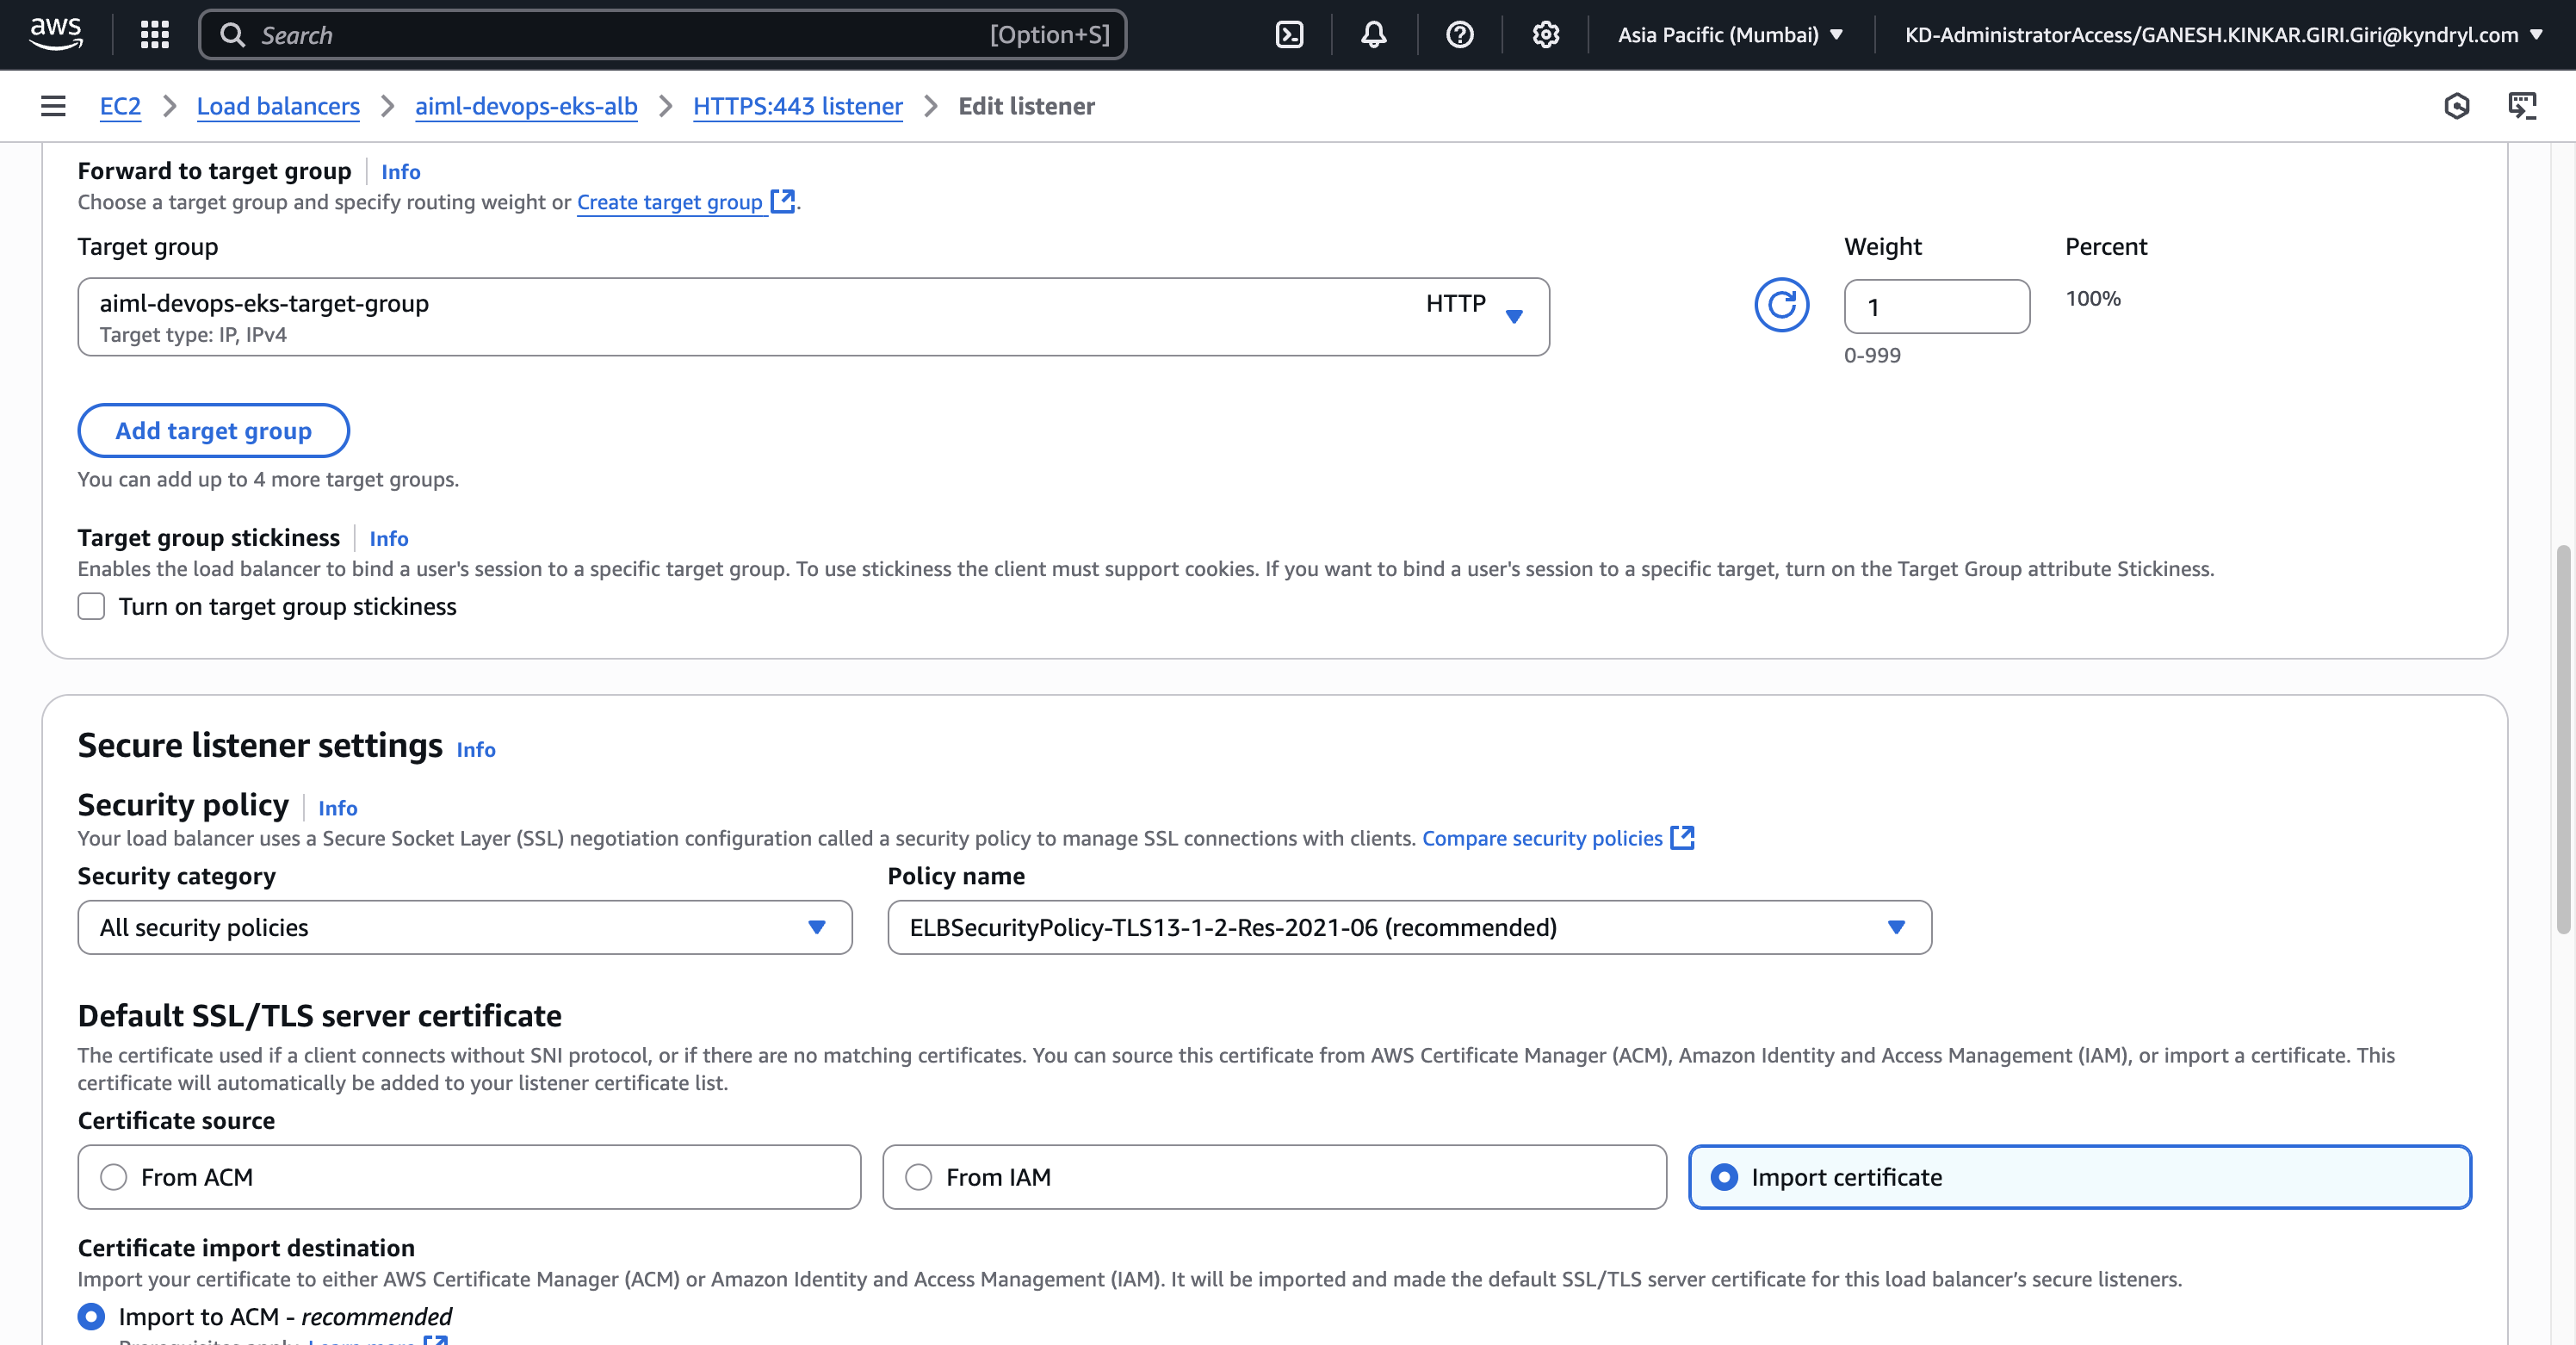 aws
Search [Option+S]
Asia Pacific (Mumbai) KD-AdministratorAccess/GANESH.KINKAR.GIRI.Giri@kyndryl.com
EC2 Load balancers aiml-devops-eks-alb HTTPS:443 listener Edit listener
Forward to target group Info
Choose a target group and specify routing weight or Create target group.
Target group Weight Percent
aiml-devops-eks-target-group HTTP 1 100%
Target type: IP, IPv4
0-999
Add target group
You can add up to 4 more target groups.
Target group stickiness Info
Enables the load balancer to bind a user's session to a specific target group. To use stickiness the client must support cookies. If you want to bind a user's session to a specific target, turn on the Target Group attribute Stickiness.
Turn on target group stickiness
Secure listener settings Info
Security policy Info
Your load balancer uses a Secure Socket Layer (SSL) negotiation configuration called a security policy to manage SSL connections with clients. Compare security policies
Security category Policy name
All security policies ELBSecurityPolicy-TLS13-1-2-Res-2021-06 (recommended)
Default SSL/TLS server certificate
The certificate used if a client connects without SNI protocol, or if there are no matching certificates. You can source this certificate from AWS Certificate Manager (ACM), Amazon Identity and Access Management (IAM), or import a certificate. This
certificate will automatically be added to your listener certificate list.
Certificate source
From ACM From IAM Import certificate
Certificate import destination
Import your certificate to either AWS Certificate Manager (ACM) or Amazon Identity and Access Management (IAM). It will be imported and made the default SSL/TLS server certificate for this load balancer’s secure listeners.
Import to ACM - recommended
Prerequisites apply. Learn more